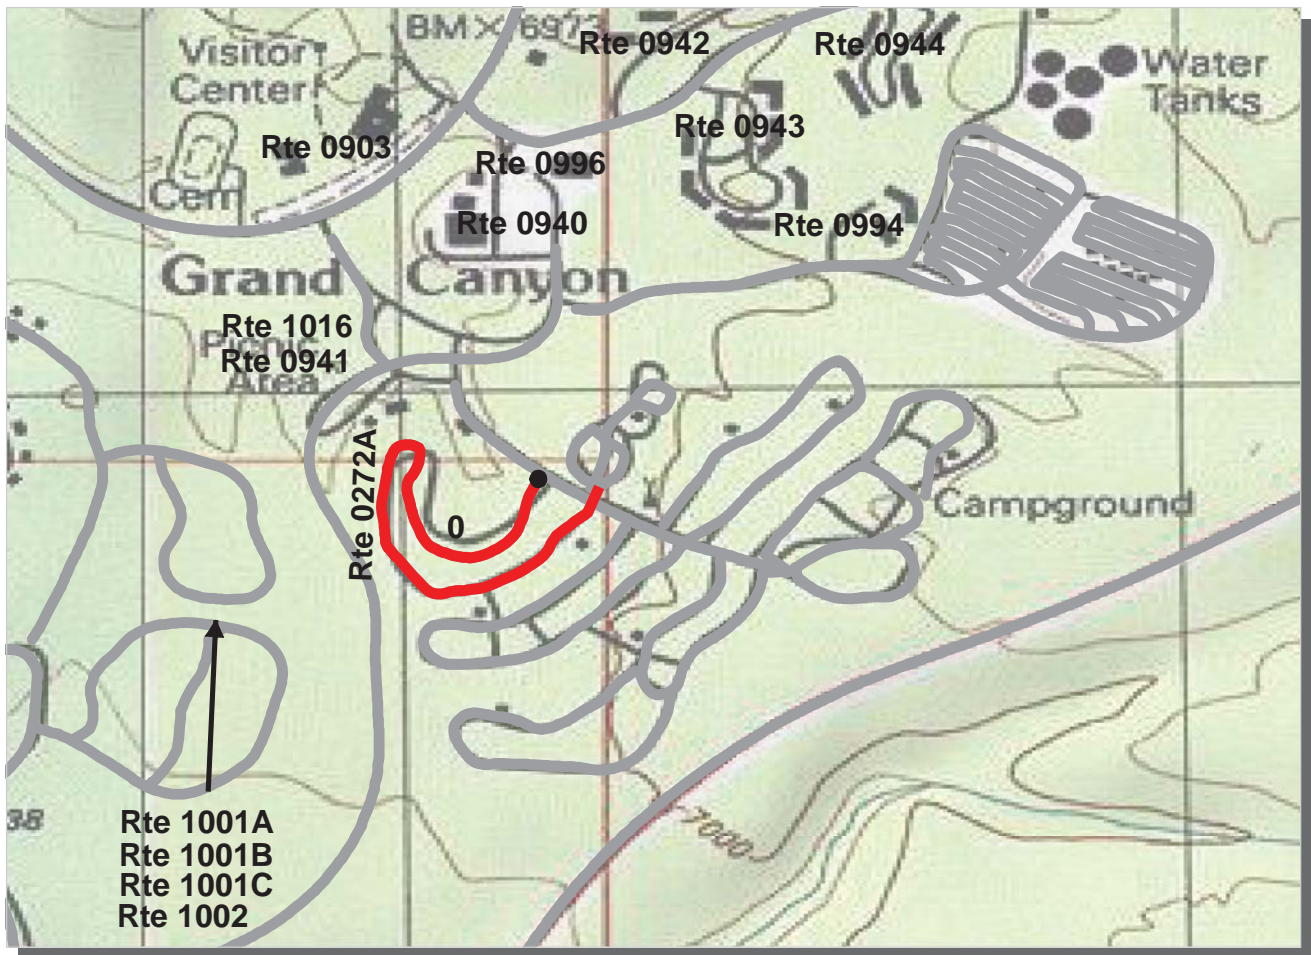 BM X 6973
Rte 0942
Rte 0944
Visitor
Center
Water
Tanks
Rte 0903
Rte 0943
Rte 0996
Cem
Rte 0940
Rte 0994
Grand Canyon
Rte 1016
Picnic
Rte 0941
Area
Rte 0272A
0
Campground
7000
38
Rte 1001A
Rte 1001B
Rte 1001C
Rte 1002